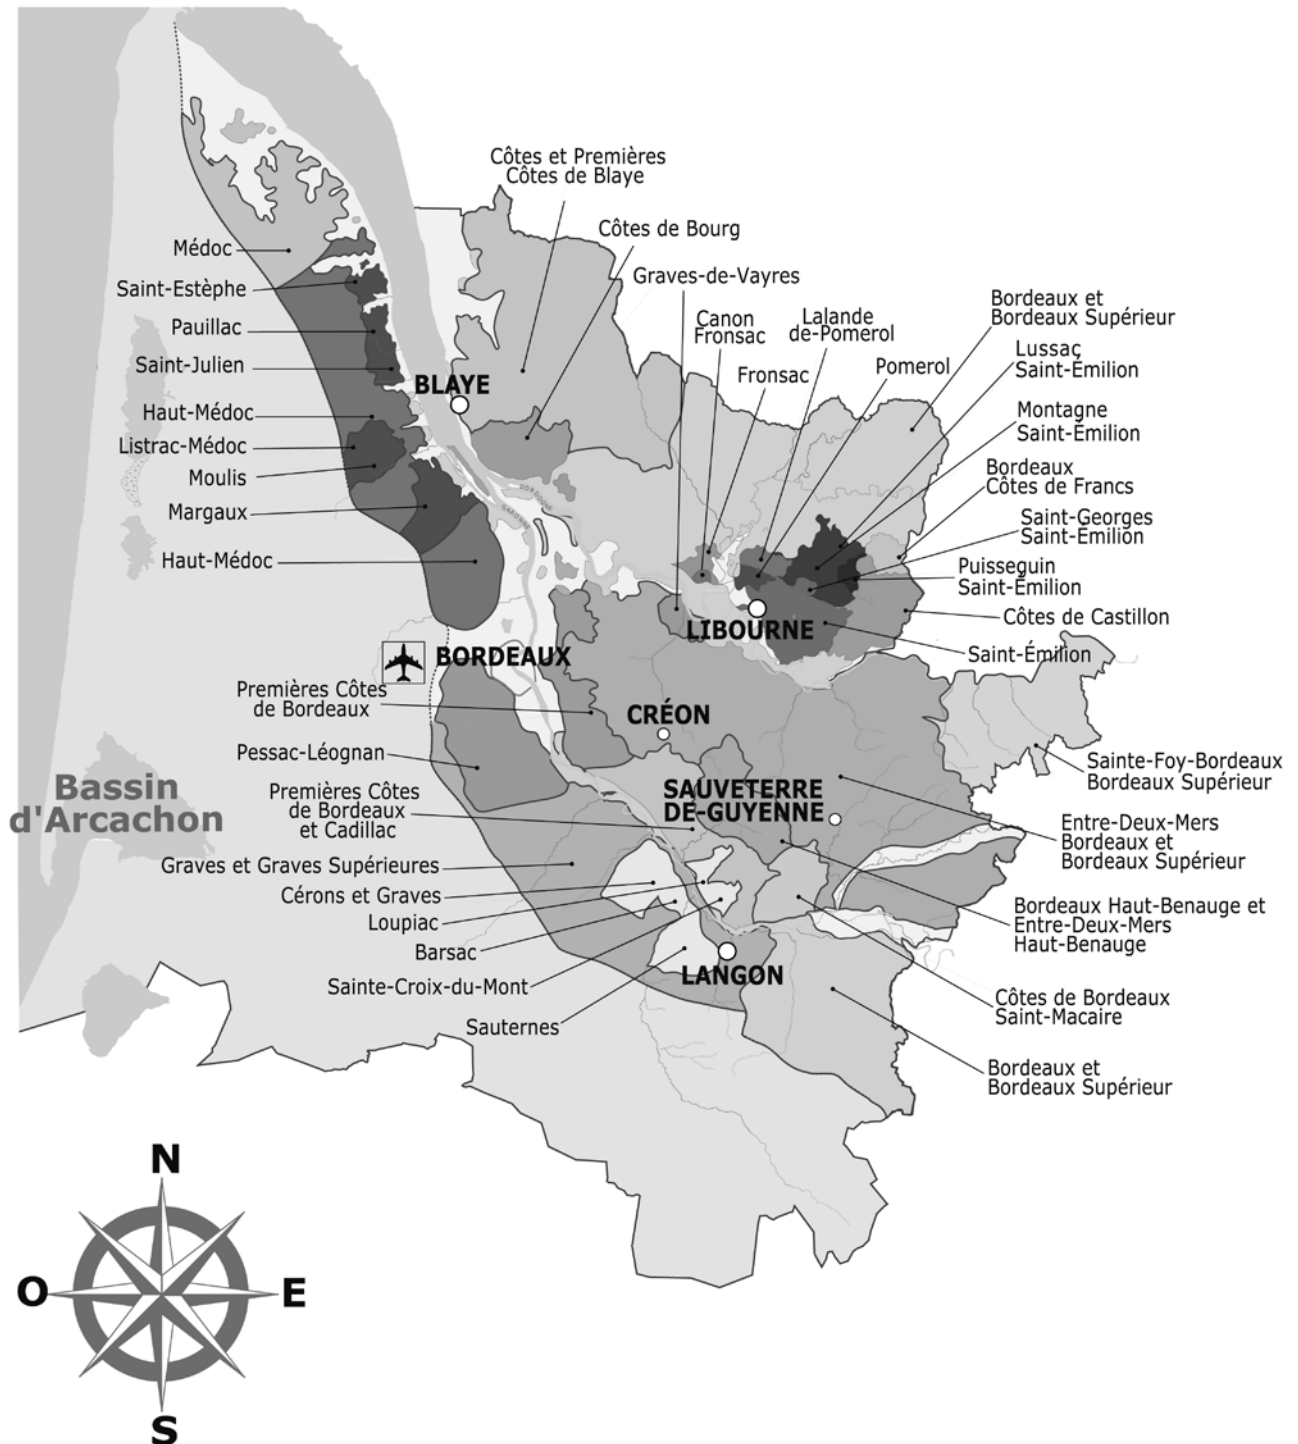 Côtes et Premières
Côtes de Blaye
Côtes de Bourg
Graves-de-Vayres
Canon
Fronsac
Lalande
de-Pomerol
Fronsac
Pomerol
Bordeaux et
Bordeaux Supérieur
Lussac
Saint-Émilion
Montagne
Saint-Émilion
Bordeaux
Côtes de Francs
Saint-Georges
Saint-Émilion
Puisseguin
Saint-Émilion
Côtes de Castillon
Saint-Émilion
Médoc
Saint-Estèphe
Pauillac
Saint-Julien
Haut-Médoc
Listrac-Médoc
Moulis
Margaux
Haut-Médoc
BLAYE
DORDOGNE
GARONNE
LIBOURNE
BORDEAUX
Premières Côtes
de Bordeaux
CRÉON
Pessac-Léognan
SAUVETERRE
DE-GUYENNE
Bassin
d'Arcachon
Premières Côtes
de Bordeaux
et Cadillac
Graves et Graves Supérieures
Cérons et Graves
Loupiac
Barsac
Sainte-Croix-du-Mont
Sauternes
LANGON
Sainte-Foy-Bordeaux
Bordeaux Supérieur
Entre-Deux-Mers
Bordeaux et
Bordeaux Supérieur
Bordeaux Haut-Benauge et
Entre-Deux-Mers
Haut-Benauge
Côtes de Bordeaux
Saint-Macaire
Bordeaux et
Bordeaux Supérieur
N
O
E
S